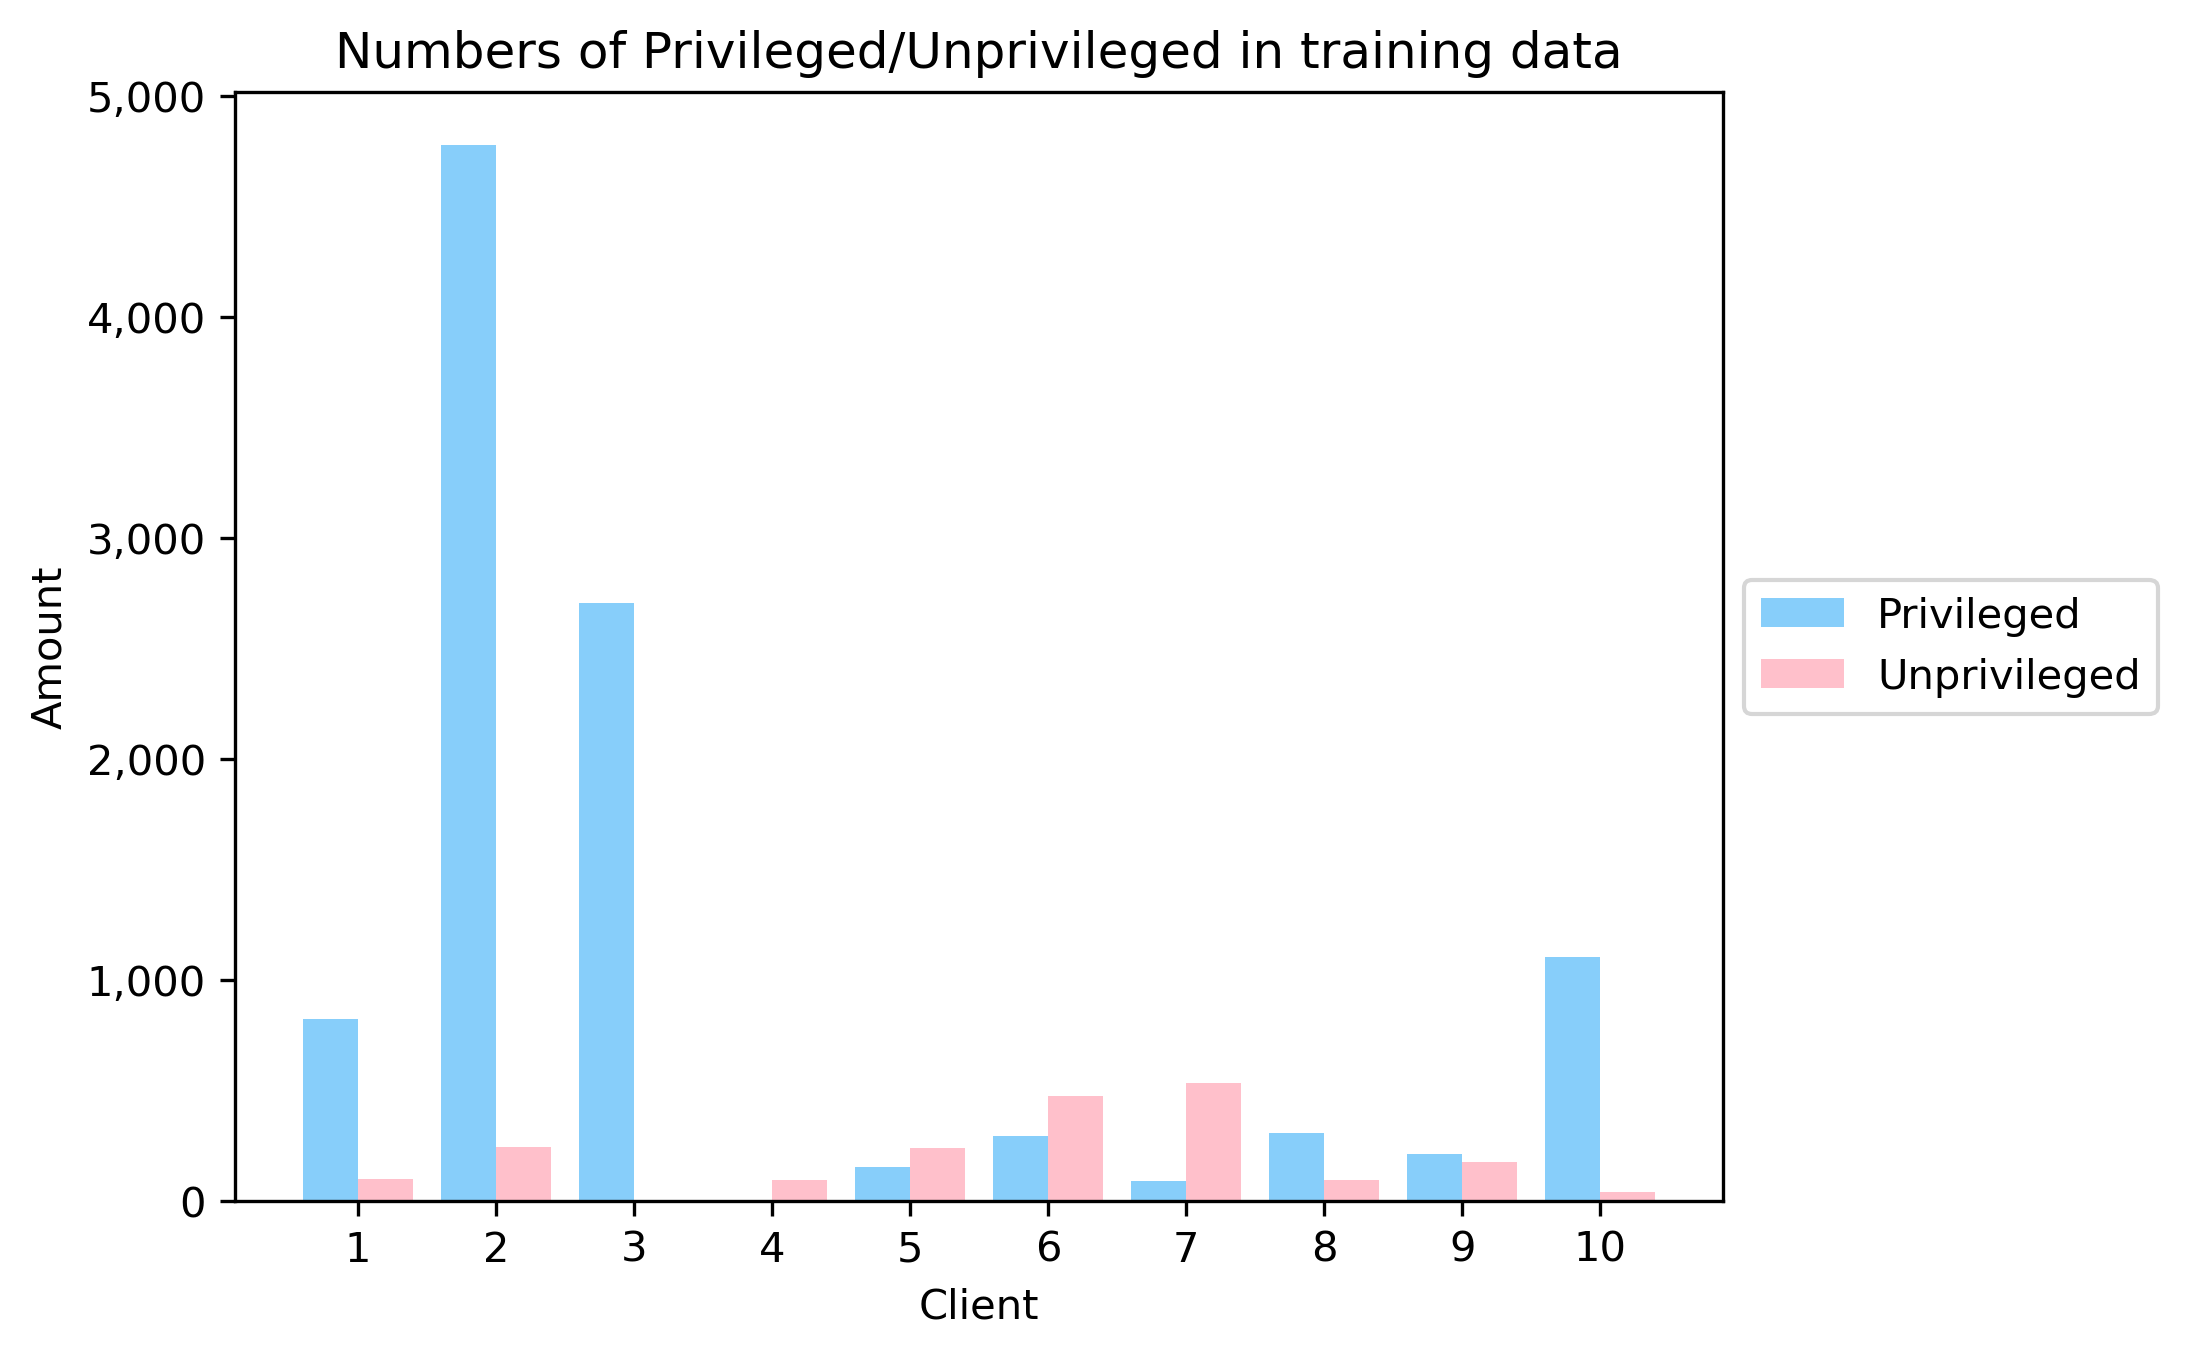 Numbers of Privileged/Unprivileged in training data
5,000
4,000
3,000
2,000
1,000
0
Amount
1 2 3 4 5 6 7 8 9 10
Client
Privileged
Unprivileged